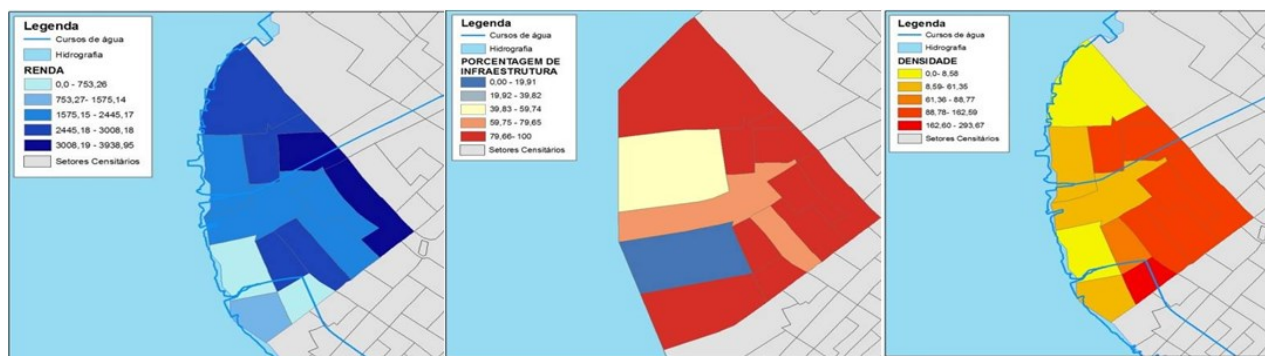 Legenda
Cursos de água
Hidrografia
RENDA
0,0 - 753,26
753,27- 1575,14
1575,15 - 2445,17
2445,18 - 3008,18
3008,19 - 3938,95
Setores Censitários
Legenda
Hidrografia
PORCENTAGEM DE
INFRAESTRUTURA
0,00 - 19,91
19,92 - 39,82
39,83 - 59,74
59,75 - 79,65
79,66- 100
Setores Censitários
Legenda
Cursos de água
Hidrografia
DENSIDADE
0,0- 8,58
8,59- 61,35
61,36 - 88,77
88,78- 162,59
162,60 - 293,67
Setores Censitários